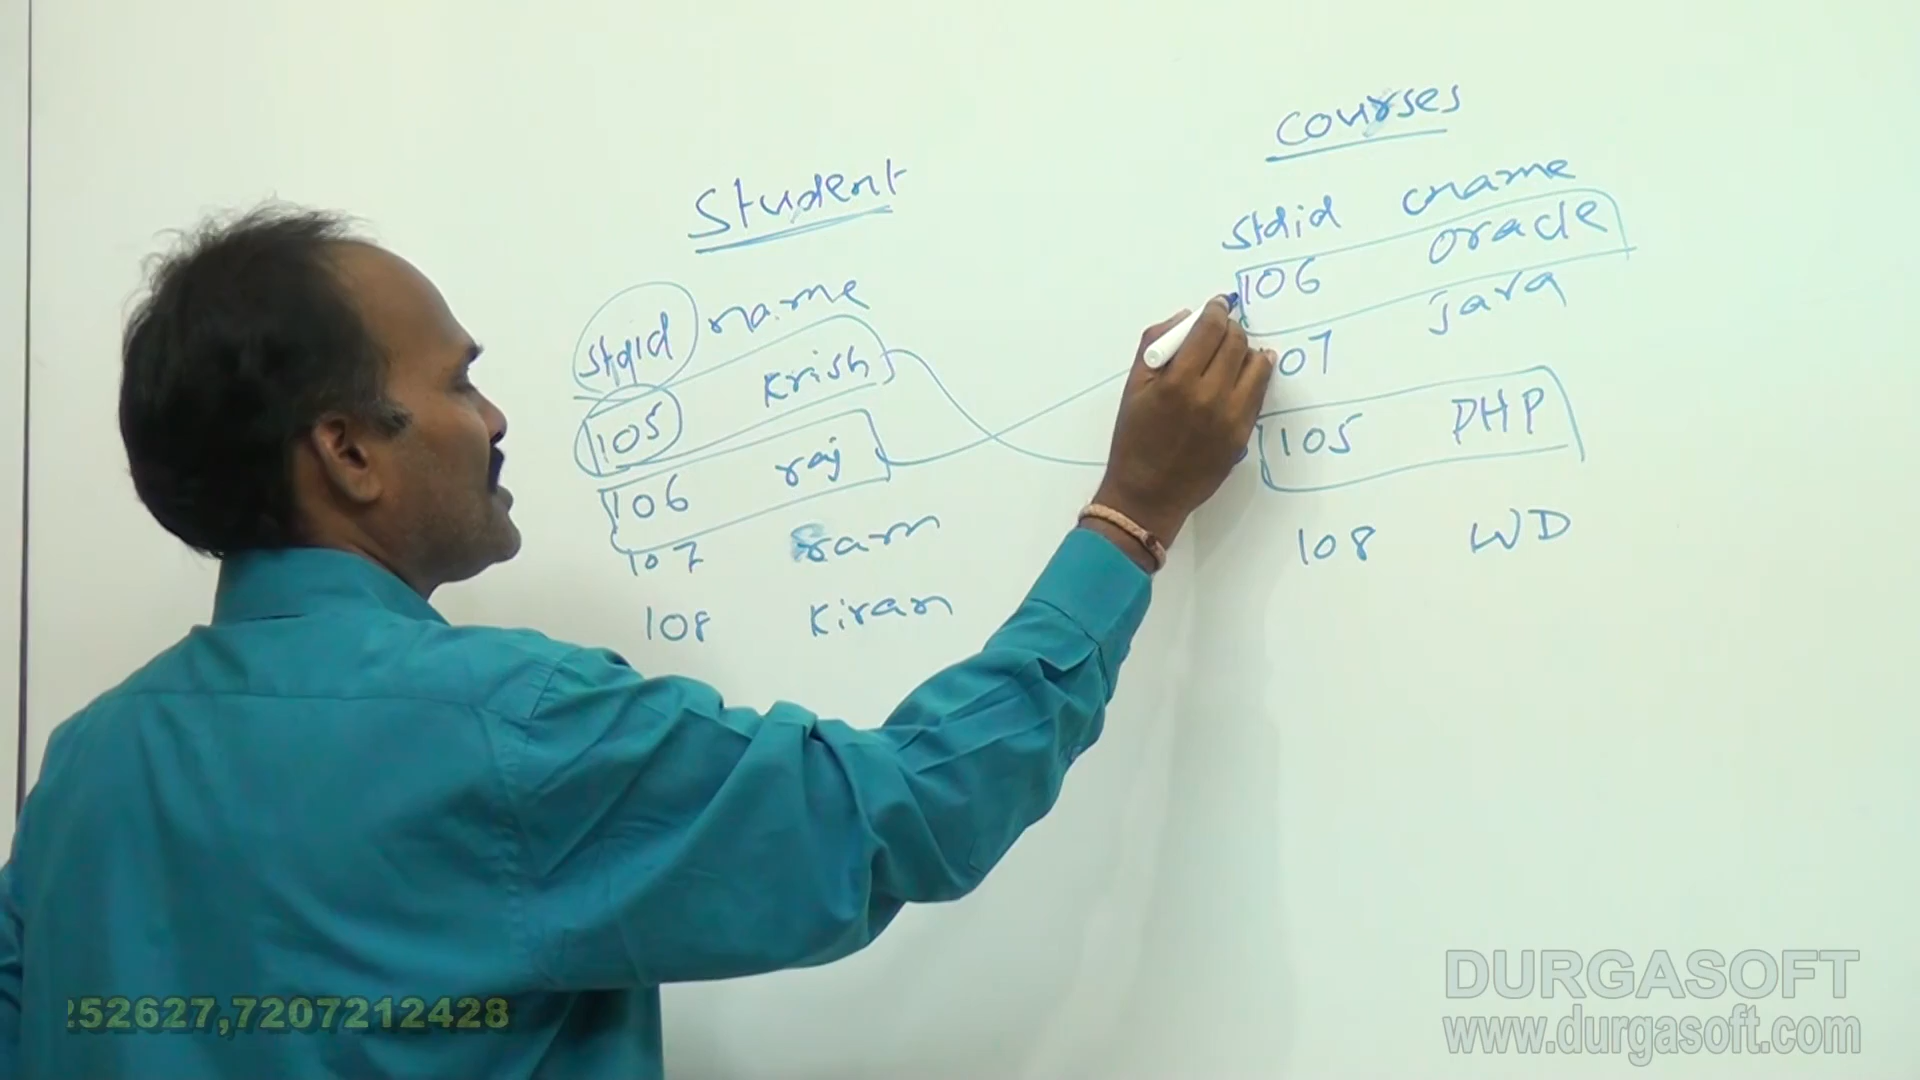 Student
stdid name
105 Krish
106 raj
107 ram
108 Kiran
courses
stdid cname
106 oracle
07 java
105 PHP
108 WD
252627,7207212428
DURGASOFT
www.durgasoft.com